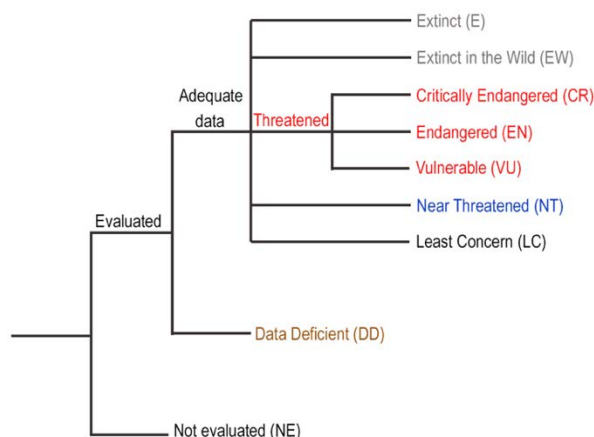 Extinct (E)
Extinct in the Wild (EW)
Adequate
data
Threatened
Critically Endangered (CR)
Endangered (EN)
Vulnerable (VU)
Near Threatened (NT)
Least Concern (LC)
Evaluated
Data Deficient (DD)
Not evaluated (NE)